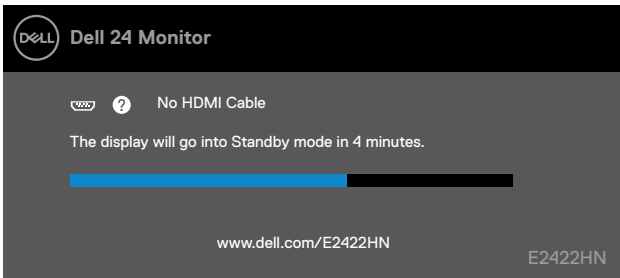 DELL Dell 24 Monitor
? No HDMI Cable
The display will go into Standby mode in 4 minutes.
www.dell.com/E2422HN
E2422HN